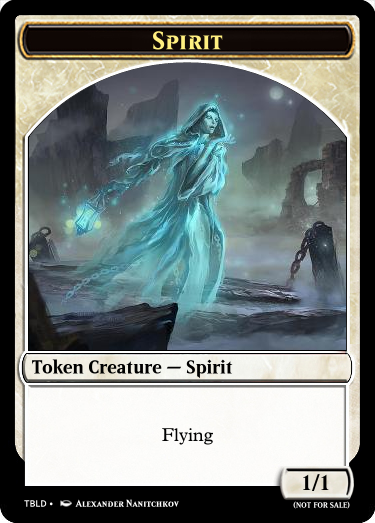 Spirit
Token Creature — Spirit
Flying
1/1
TBLD • Alexander Nanitchkov
(NOT FOR SALE)